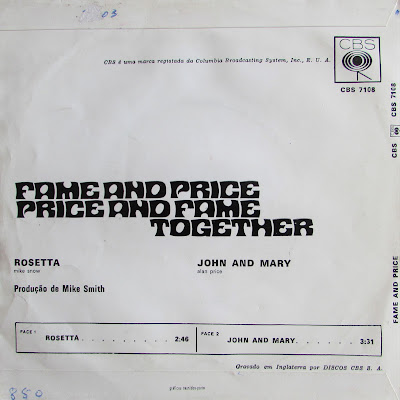 03
CBS é uma marca registada da Columbia Broadcasting System, Inc., E. U. A.
CBS
CBS 7108
FAME AND PRICE
PRICE AND FAME
TOGETHER
ROSETTA
mike snow
JOHN AND MARY
alan price
Produção de Mike Smith
FACE 1
ROSETTA. . . . . . . . . . 2:46
FACE 2
JOHN AND MARY. . . . . . 3:31
Gravado em Inglaterra por DISCOS CBS S. A.
850
CBS 7108
CBS
FAME AND PRICE